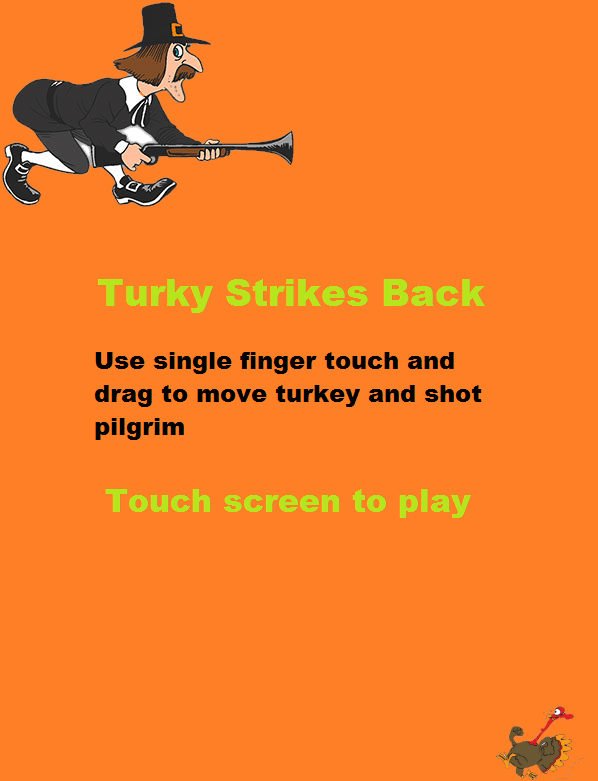 Turky Strikes Back
Use single finger touch and
drag to move turkey and shot
pilgrim
Touch screen to play